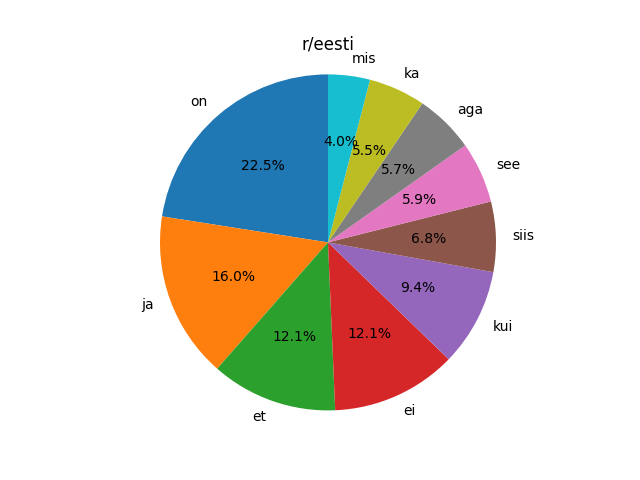 r/eesti
mis
ka
aga
see
siis
kui
ei
et
ja
on
4.0%
5.5%
5.7%
5.9%
6.8%
9.4%
12.1%
12.1%
16.0%
22.5%